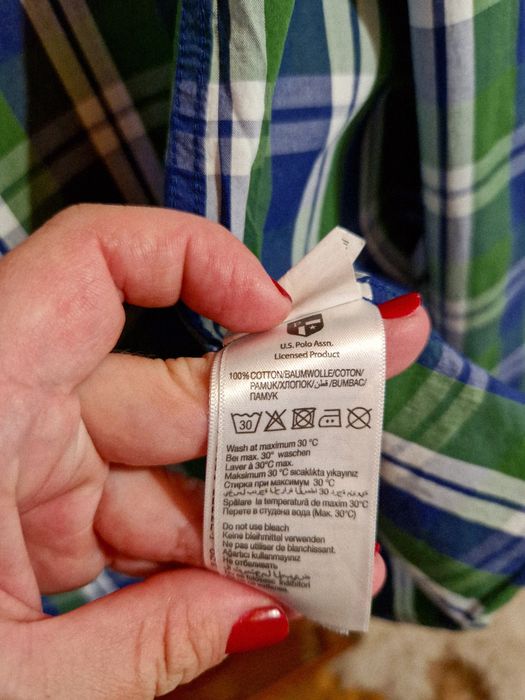 U.S. Polo Assn.
Licensed Product
100% COTTON/BAUMWOLLE/COTON/
PAMUK/ХЛОПОК/قطن/BUMBAC/
ПАМУК
30
Wash at maximum 30 °C
Bei max. 30° waschen
Laver à 30°C max.
Maksimum 30 °C sıcaklıkta yıkayınız
Стирка при максимум 30 °C
30
Spălare la temperatură de maxim 30°C
Перете в студена вода (Мак. 30°C)
Do not use bleach
Keine bleichmittel verwenden
Ne pas utiliser de blanchissant.
Ağartıcı kullanmayınız
Не отбеливать